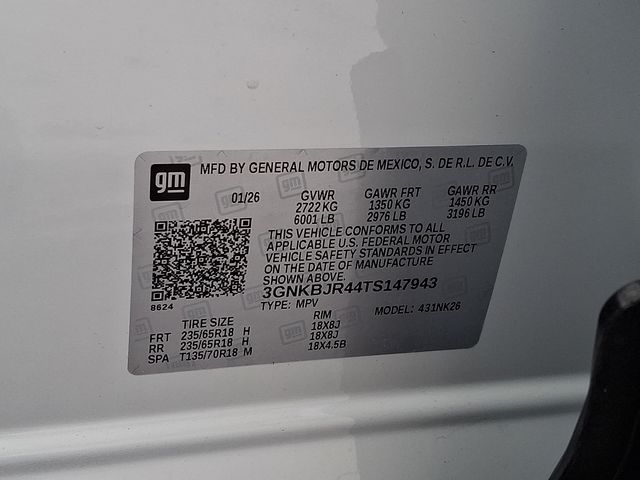 gm
MFD BY GENERAL MOTORS DE MEXICO, S. DE R.L. DE C.V.
01/26 GVWR GAWR FRT GAWR RR
2722 KG 1350 KG 1450 KG
6001 LB 2976 LB 3196 LB
THIS VEHICLE CONFORMS TO ALL
APPLICABLE U.S. FEDERAL MOTOR
VEHICLE SAFETY STANDARDS IN EFFECT
ON THE DATE OF MANUFACTURE
SHOWN ABOVE.
8624
3GNKBJR44TS147943
TYPE: MPV MODEL: 431NK26
TIRE SIZE RIM
FRT 235/65R18 H 18X8J
RR 235/65R18 H 18X8J
SPA T135/70R18 M 18X4.5B